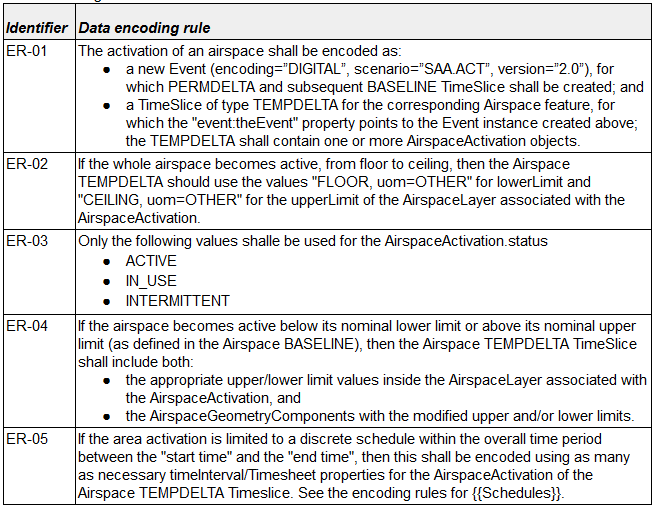 Identifier Data encoding rule
ER-01 The activation of an airspace shall be encoded as:
● a new Event (encoding=”DIGITAL”, scenario=”SAA.ACT”, version=”2.0”), for
which PERMDELTA and subsequent BASELINE TimeSlice shall be created; and
● a TimeSlice of type TEMPDELTA for the corresponding Airspace feature, for
which the "event:theEvent" property points to the Event instance created above;
the TEMPDELTA shall contain one or more AirspaceActivation objects.
ER-02 If the whole airspace becomes active, from floor to ceiling, then the Airspace
TEMPDELTA should use the values "FLOOR, uom=OTHER" for lowerLimit and
"CEILING, uom=OTHER" for the upperLimit of the AirspaceLayer associated with the
AirspaceActivation.
ER-03 Only the following values shalle be used for the AirspaceActivation.status
● ACTIVE
● IN_USE
● INTERMITTENT
ER-04 If the airspace becomes active below its nominal lower limit or above its nominal upper
limit (as defined in the Airspace BASELINE), then the Airspace TEMPDELTA TimeSlice
shall include both:
● the appropriate upper/lower limit values inside the AirspaceLayer associated with
the AirspaceActivation, and
● the AirspaceGeometryComponents with the modified upper and/or lower limits.
ER-05 If the area activation is limited to a discrete schedule within the overall time period
between the "start time" and the "end time", then this shall be encoded using as many
as necessary timeInterval/Timesheet properties for the AirspaceActivation of the
Airspace TEMPDELTA Timeslice. See the encoding rules for {{Schedules}}.